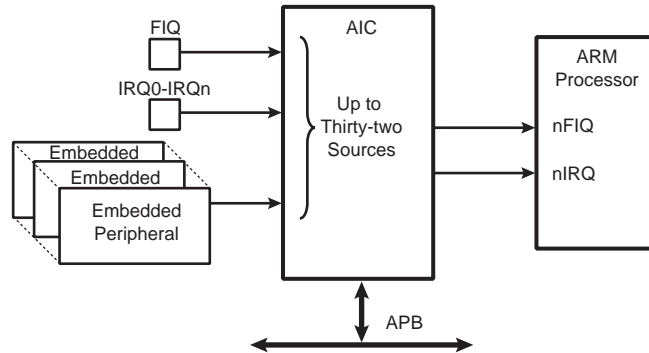 FIQ
IRQ0-IRQn
Embedded
Embedded
Embedded
Peripheral
AIC
Up to
Thirty-two
Sources
ARM
Processor
nFIQ
nIRQ
APB